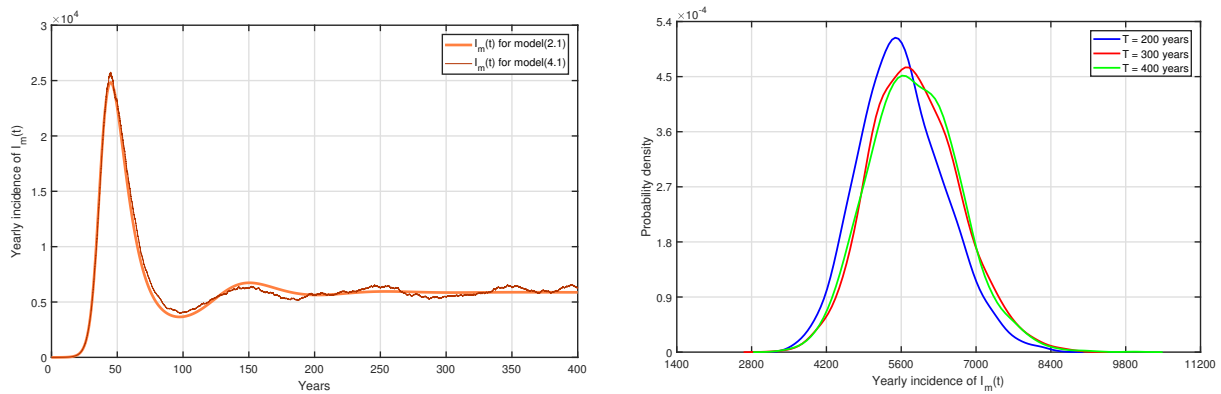 ×10⁴
3
2.5
2
1.5
1
0.5
0
0 50 100 150 200 250 300 350 400
Years
Yearly incidence of I_m(t)
I_m(t) for model(2.1)
I_m(t) for model(4.1)
×10⁻⁴
5.4
4.5
3.6
2.7
1.8
0.9
0
1400 2800 4200 5600 7000 8400 9800 11200
Yearly incidence of I_m(t)
Probability density
T = 200 years
T = 300 years
T = 400 years